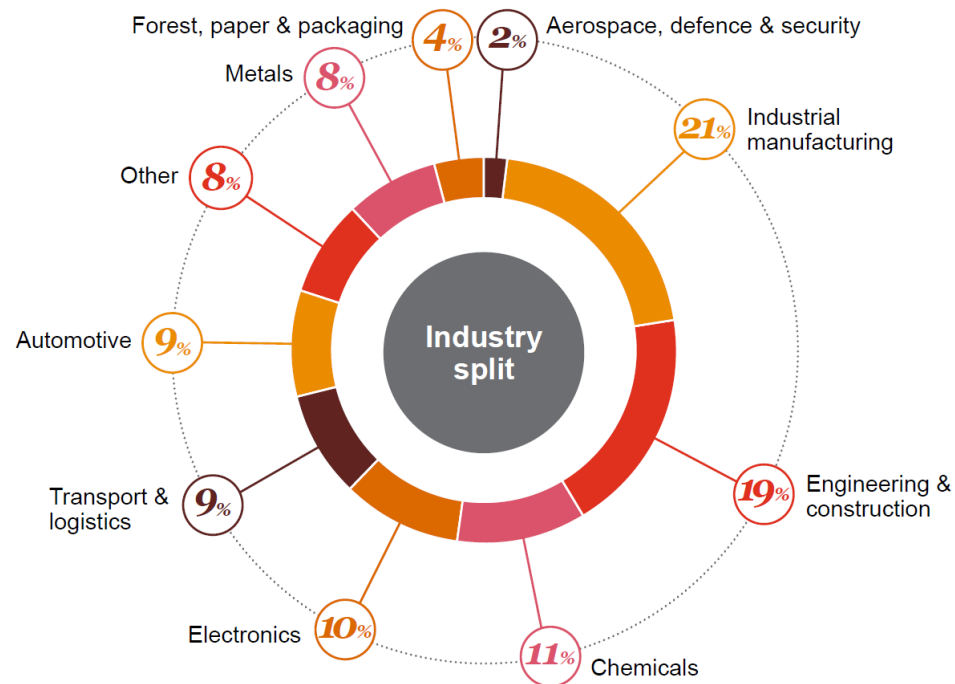 Forest, paper & packaging
4%
2%
Aerospace, defence & security
Metals
8%
21%
Industrial
manufacturing
Other
8%
Automotive
9%
Industry
split
Transport &
logistics
9%
19%
Engineering &
construction
Electronics
10%
11%
Chemicals